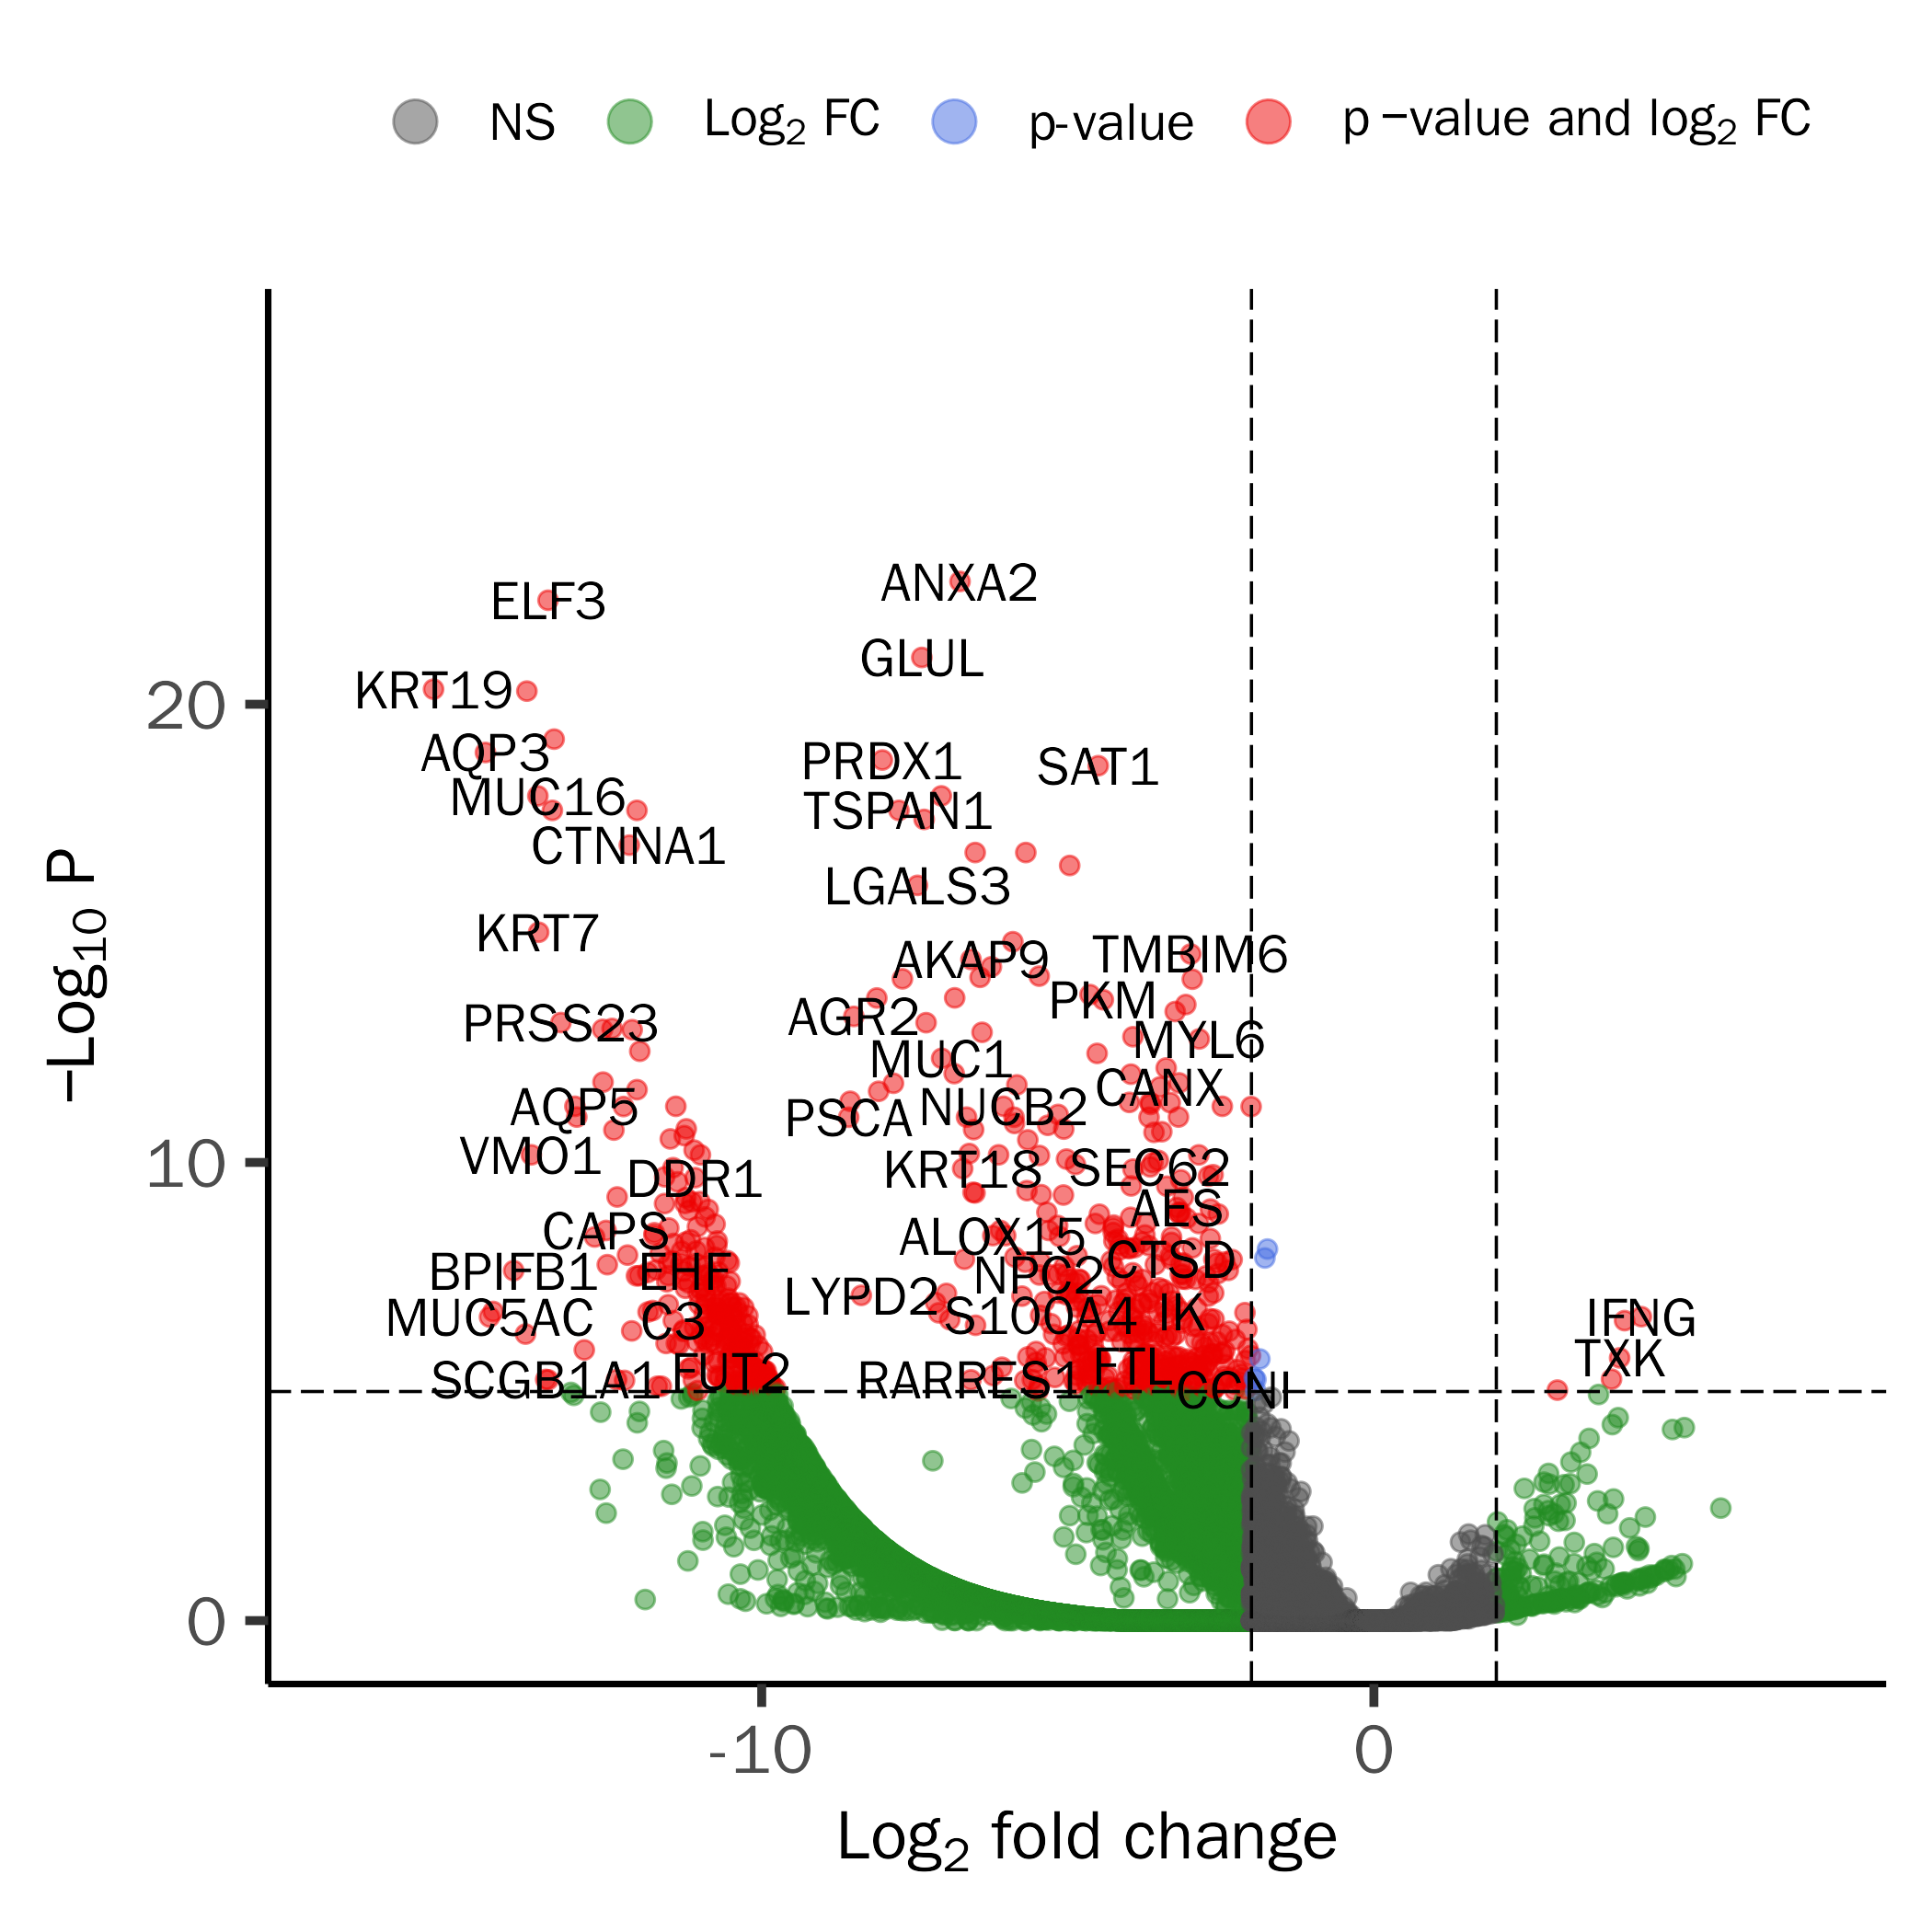 NS Log2 FC p-value p −value and log2 FC
ANXA2
ELF3
GLUL
KRT19
20
AQP3
PRDX1
SAT1
MUC16
TSPAN1
CTNNA1
LGALS3
KRT7
AKAP9
TMBIM6
PKM
AGR2
PRSS23
MYL6
MUC1
CANX
AQP5
PSCA
NUCB2
10
VMO1
DDR1
KRT18
SEC62
AES
CAPS
ALOX15
CTSD
BPIFB1
EHF
NPC2
LYPD2
MUC5AC
C3
S100A4
IK
IFNG
TXK
SCGB1A1
FUT2
RARRES1
FTL
CCNI
0
−Log10 P
-10
0
Log2 fold change